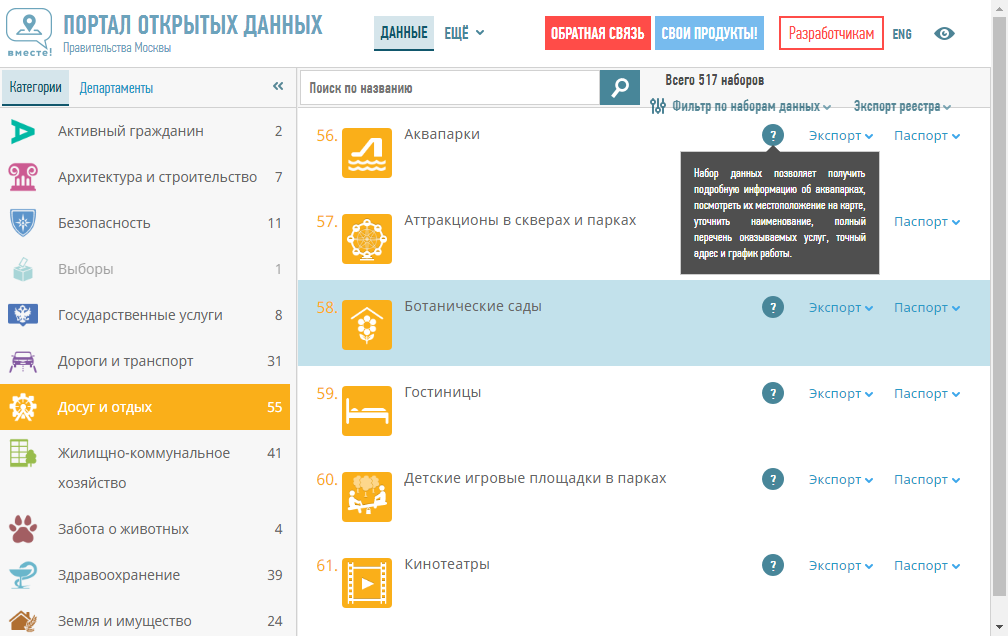 вместе!
ПОРТАЛ ОТКРЫТЫХ ДАННЫХ
Правительства Москвы
ДАННЫЕ
ЕЩЁ
ОБРАТНАЯ СВЯЗЬ
СВОИ ПРОДУКТЫ!
Разработчикам
ENG
Категории
Департаменты
«
Активный гражданин 2
Архитектура и строительство 7
Безопасность 11
Выборы 1
Государственные услуги 8
Дороги и транспорт 31
Досуг и отдых 55
Жилищно-коммунальное 41
хозяйство
Забота о животных 4
Здравоохранение 39
Земля и имущество 24
Поиск по названию
Всего 517 наборов
Фильтр по наборам данных
Экспорт реестра
56. Аквапарки ? Экспорт Паспорт
Набор данных позволяет получить
подробную информацию об аквапарках,
посмотреть их местоположение на карте,
уточнить наименование, полный
перечень оказываемых услуг, точный
адрес и график работы.
57. Аттракционы в скверах и парках Паспорт
58. Ботанические сады ? Экспорт Паспорт
59. Гостиницы ? Экспорт Паспорт
60. Детские игровые площадки в парках ? Экспорт Паспорт
61. Кинотеатры ? Экспорт Паспорт